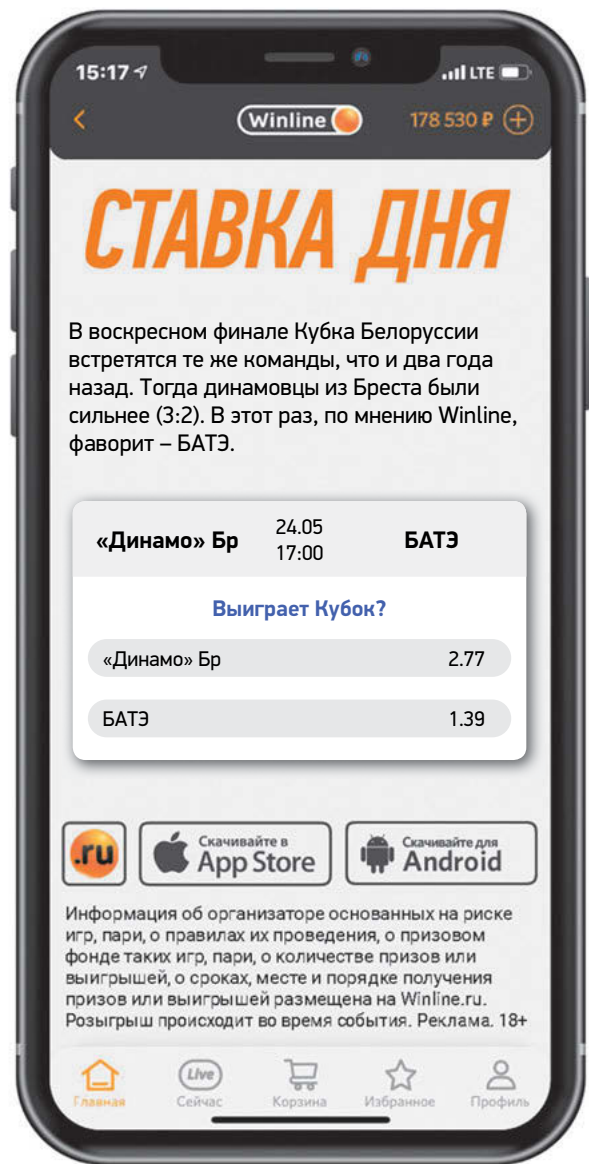 15:17 LTE
Winline 178 530 ₽
СТАВКА ДНЯ
В воскресном финале Кубка Белоруссии
встретятся те же команды, что и два года
назад. Тогда динамовцы из Бреста были
сильнее (3:2). В этот раз, по мнению Winline,
фаворит – БАТЭ.
«Динамо» Бр 24.05 БАТЭ
17:00
Выиграет Кубок?
«Динамо» Бр 2.77
БАТЭ 1.39
.ru Скачивайте в Скачивайте для
App Store Android
Информация об организаторе основанных на риске
игр, пари, о правилах их проведения, о призовом
фонде таких игр, пари, о количестве призов или
выигрышей, о сроках, месте и порядке получения
призов или выигрышей размещена на Winline.ru.
Розыгрыш происходит во время события. Реклама. 18+
Live
Главная Сейчас Корзина Избранное Профиль